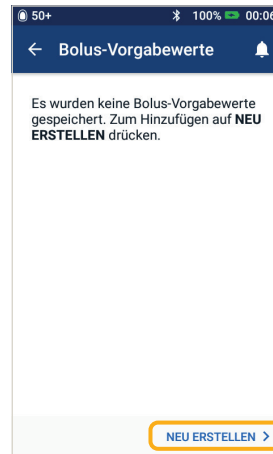 50+ 100% 00:06
Bolus-Vorgabewerte
Es wurden keine Bolus-Vorgabewerte
gespeichert. Zum Hinzufügen auf NEU
ERSTELLEN drücken.
NEU ERSTELLEN